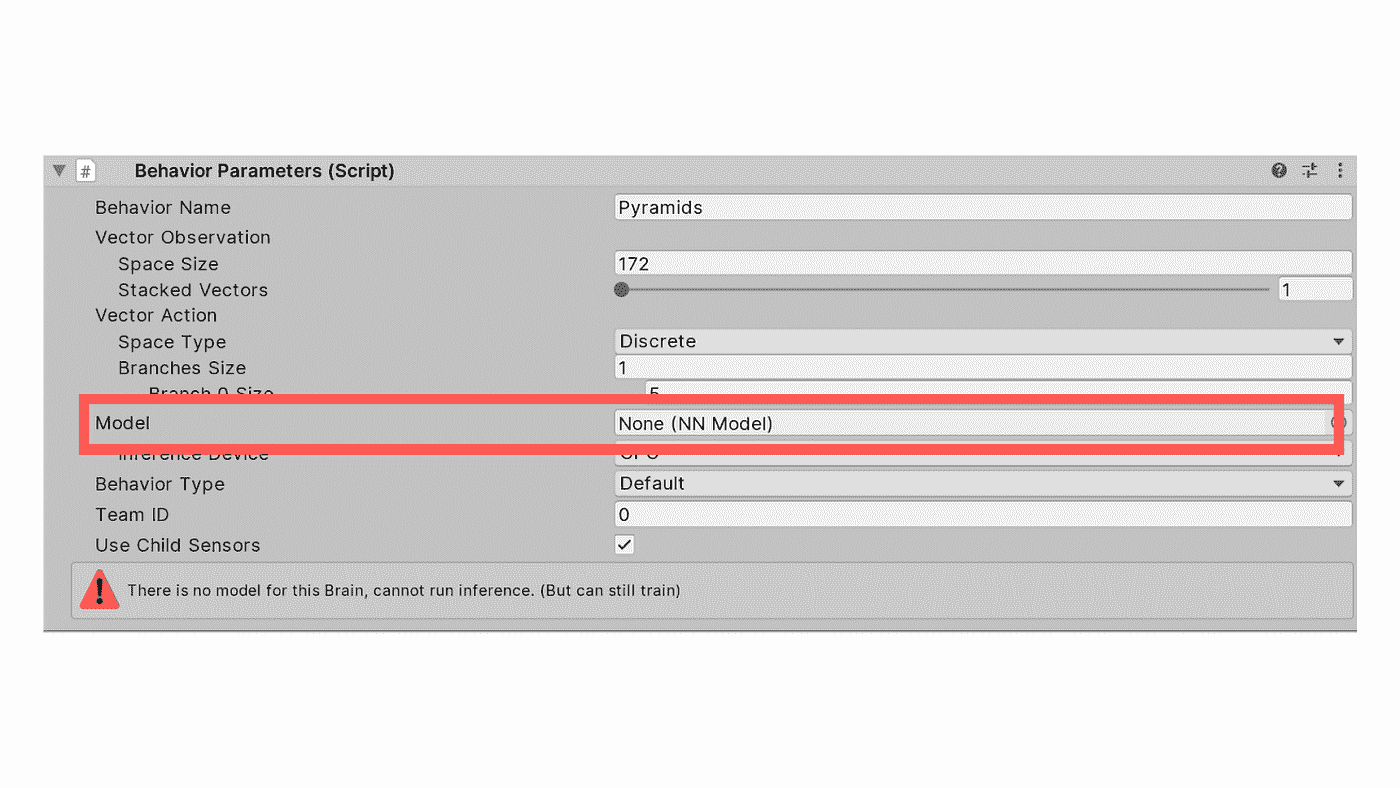 # Behavior Parameters (Script)
Behavior Name Pyramids
Vector Observation
Space Size 172
Stacked Vectors 1
Vector Action
Space Type Discrete
Branches Size 1
Branch 0 Size 5
Model None (NN Model)
Inference Device CPU
Behavior Type Default
Team ID 0
Use Child Sensors
There is no model for this Brain, cannot run inference. (But can still train)